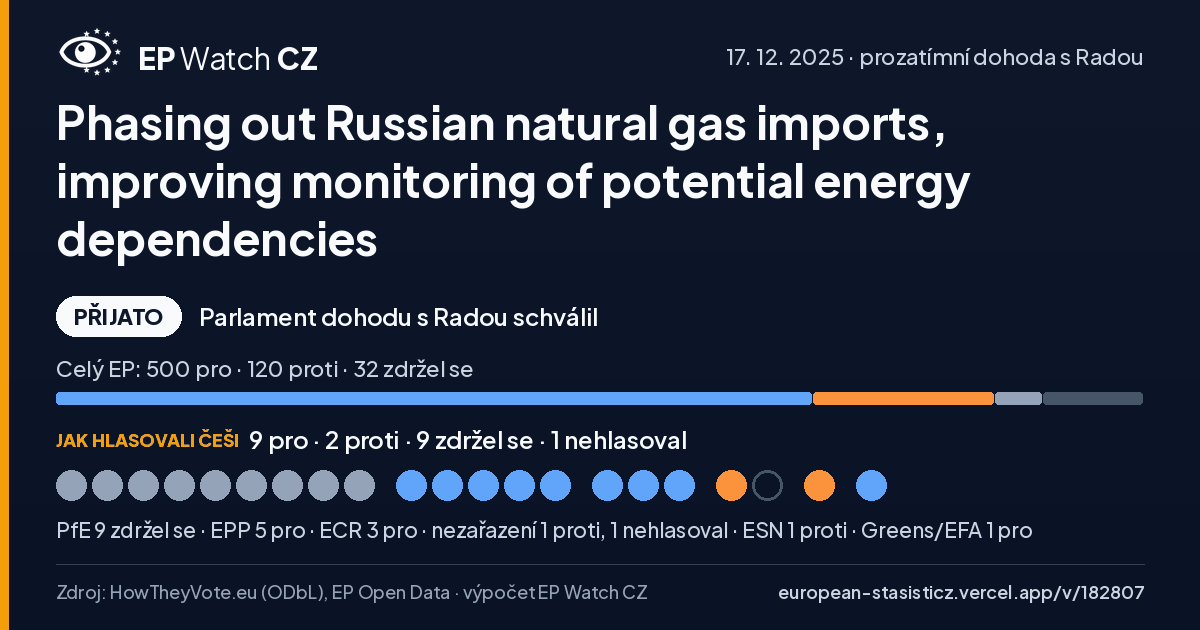 EP Watch CZ
17. 12. 2025 · prozatímní dohoda s Radou
Phasing out Russian natural gas imports,
improving monitoring of potential energy
dependencies
PŘIJATO
Parlament dohodu s Radou schválil
Celý EP: 500 pro · 120 proti · 32 zdržel se
JAK HLASOVALI ČEŠI 9 pro · 2 proti · 9 zdržel se · 1 nehlasoval
PfE 9 zdržel se · EPP 5 pro · ECR 3 pro · nezařazení 1 proti, 1 nehlasoval · ESN 1 proti · Greens/EFA 1 pro
Zdroj: HowTheyVote.eu (ODbL), EP Open Data · výpočet EP Watch CZ
european-stasisticz.vercel.app/v/182807